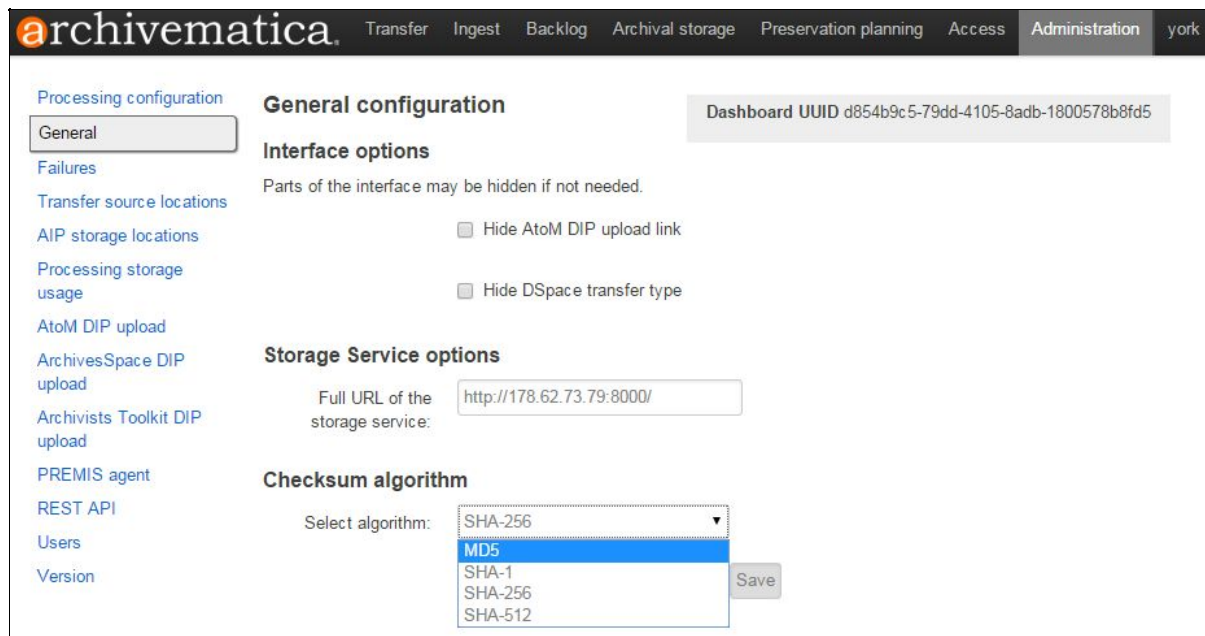 archivematica.
Transfer Ingest Backlog Archival storage Preservation planning Access Administration york
Processing configuration
General
Failures
Transfer source locations
AIP storage locations
Processing storage
usage
AtoM DIP upload
ArchivesSpace DIP
upload
Archivists Toolkit DIP
upload
PREMIS agent
REST API
Users
Version
General configuration
Dashboard UUID d854b9c5-79dd-4105-8adb-1800578b8fd5
Interface options
Parts of the interface may be hidden if not needed.
Hide AtoM DIP upload link
Hide DSpace transfer type
Storage Service options
Full URL of the
storage service:
http://178.62.73.79:8000/
Checksum algorithm
Select algorithm:
SHA-256
MD5
SHA-1
SHA-256
SHA-512
Save